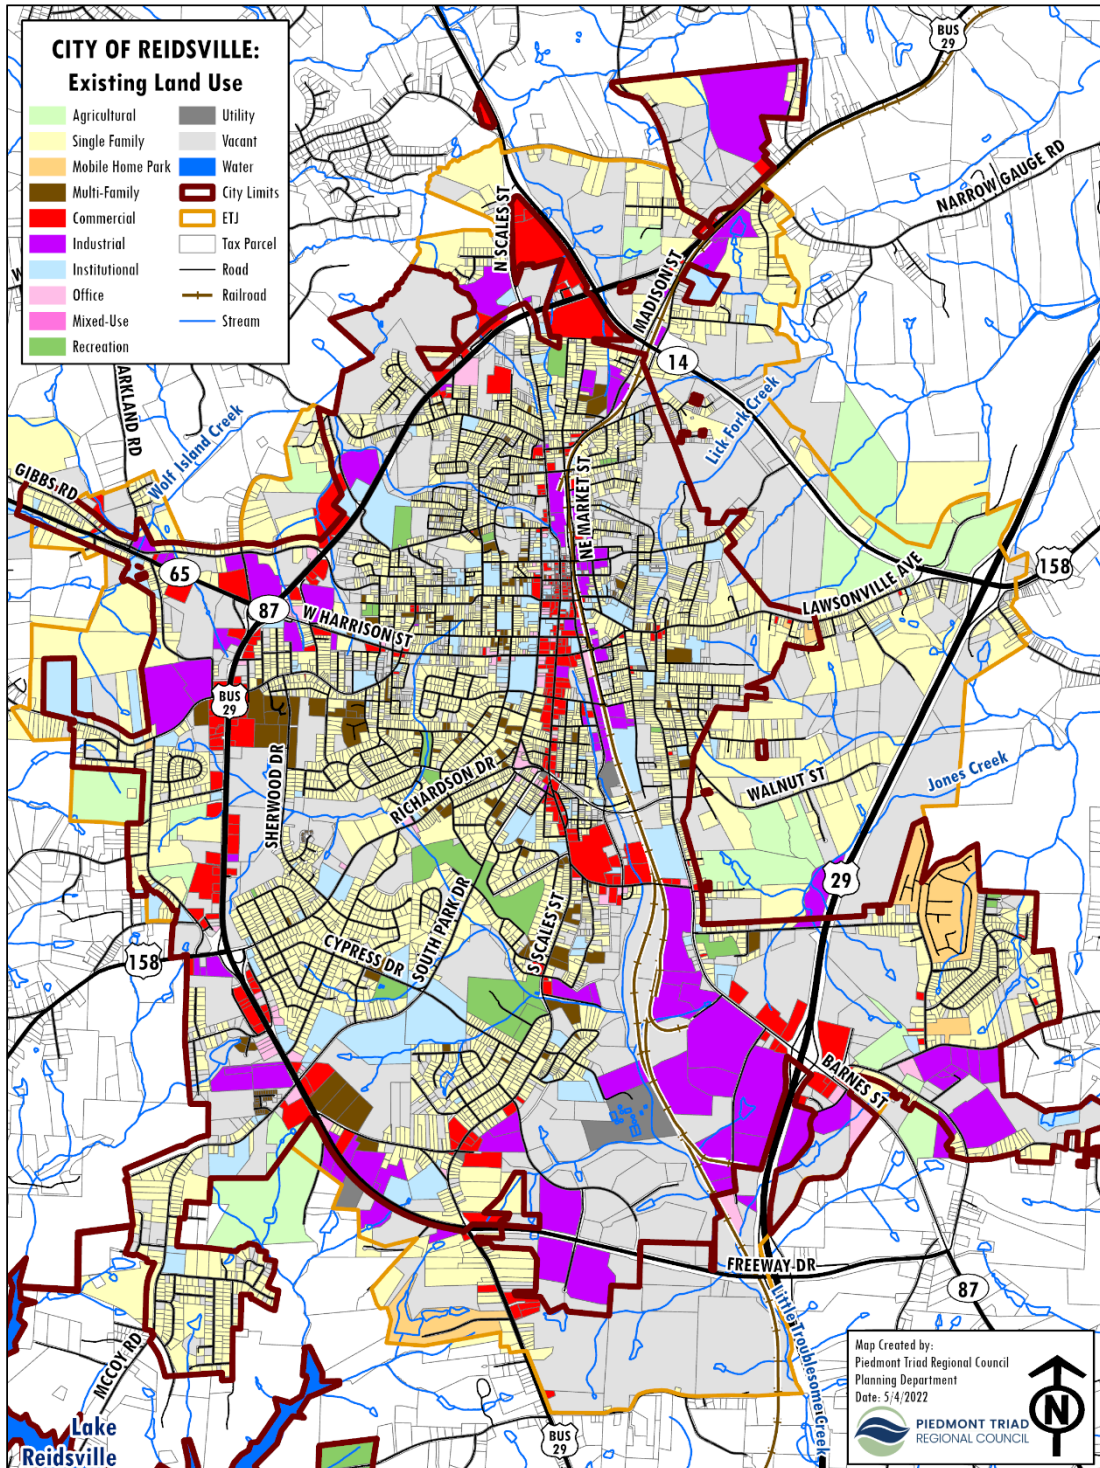 CITY OF REIDSVILLE:
Existing Land Use
Agricultural
Single Family
Mobile Home Park
Multi-Family
Commercial
Industrial
Institutional
Office
Mixed-Use
Recreation
Utility
Vacant
Water
City Limits
ETJ
Tax Parcel
Road
Railroad
Stream
BUS
29
NARROW GAUGE RD
N SCALES ST
MADISON ST
14
ARKLAND RD
Wolf Island Creek
Lick Fork Creek
GIBBS RD
NE MARKET ST
65
158
LAWSONVILLE AVE
87
W HARRISON ST
BUS
29
SHERWOOD DR
RICHARDSON DR
WALNUT ST
Jones Creek
29
SOUTH PARK DR
S SCALES ST
CYPRESS DR
158
BARNES ST
FREEWAY DR
87
Little Troublesome Creek
MCCOY RD
Lake
Reidsville
BUS
29
Map Created by:
Piedmont Triad Regional Council
Planning Department
Date: 5/4/2022
PIEDMONT TRIAD
REGIONAL COUNCIL
N